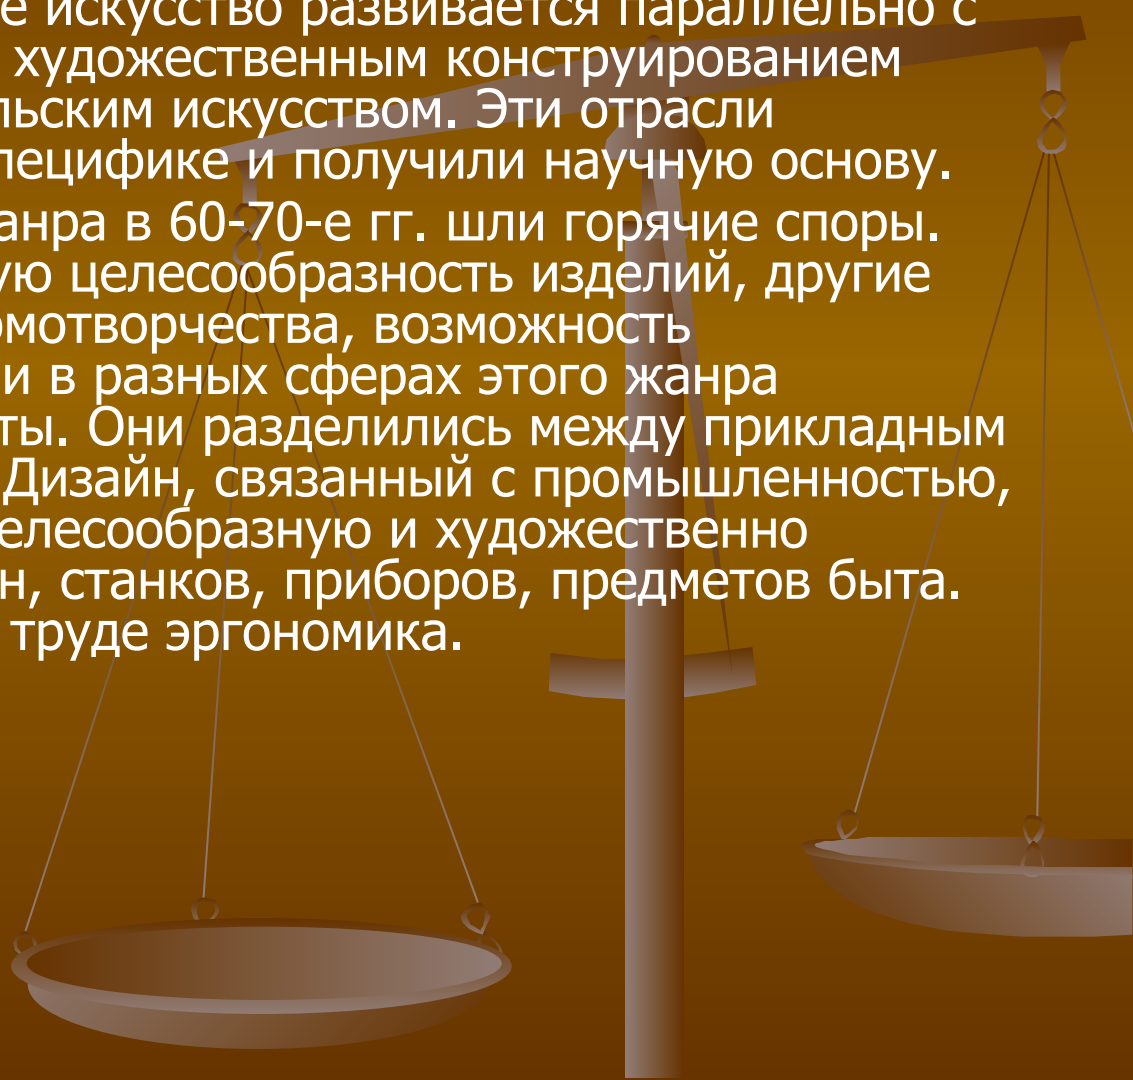 е искусство развивается параллельно с
художественным конструированием
льским искусством. Эти отрасли
пецифике и получили научную основу.
анра в 60-70-е гг. шли горячие споры.
ую целесообразность изделий, другие
рмотворчества, возможность
и в разных сферах этого жанра
ты. Они разделились между прикладным
Дизайн, связанный с промышленностью,
елесообразную и художественно
н, станков, приборов, предметов быта.
труде эргономика.